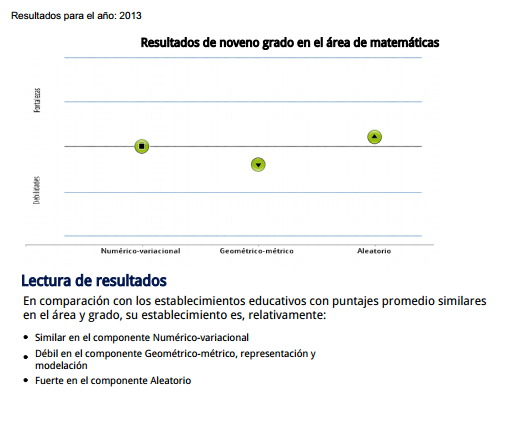 Resultados para el año: 2013
Resultados de noveno grado en el área de matemáticas
Fortalezas
Debilidades
Numérico-variacional
Geométrico-métrico
Aleatorio
Lectura de resultados
En comparación con los establecimientos educativos con puntajes promedio similares
en el área y grado, su establecimiento es, relativamente:
• Similar en el componente Numérico-variacional
• Débil en el componente Geométrico-métrico, representación y
modelación
• Fuerte en el componente Aleatorio